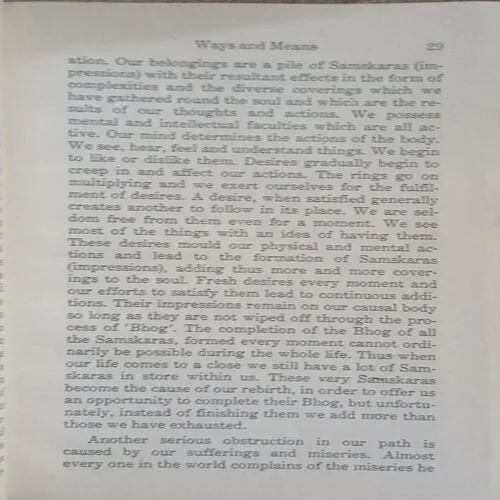 Ways and Means 29
ation. Our belongings are a pile of Samskaras (im-
pressions) with their resultant effects in the form of
complexities and the diverse coverings which we
have gathered round the soul and which are the re-
sults of our thoughts and actions. We possess
mental and intellectual faculties which are all ac-
tive. Our mind determines the actions of the body.
We see, hear, feel and understand things. We begin
to like or dislike them. Desires gradually begin to
creep in and affect our actions. The rings go on
multiplying and we exert ourselves for the fulfil-
ment of desires. A desire, when satisfied generally
creates another to follow in its place. We are sel-
dom free from them even for a moment. We see
most of the things with an idea of having them.
These desires mould our physical and mental ac-
tions and lead to the formation of Samskaras
(impressions), adding thus more and more cover-
ings to the soul. Fresh desires every moment and
our efforts to satisfy them lead to continuous addi-
tions. Their impressions remain on our causal body
so long as they are not wiped off through the pro-
cess of 'Bhog'. The completion of the Bhog of all
the Samskaras, formed every moment cannot ordi-
narily be possible during the whole life. Thus when
our life comes to a close we still have a lot of Sam-
skaras in store within us. These very Samskaras
become the cause of our rebirth, in order to offer us
an opportunity to complete their Bhog, but unfortu-
nately, instead of finishing them we add more than
those we have exhausted.
Another serious obstruction in our path is
caused by our sufferings and miseries. Almost
every one in the world complains of the miseries he